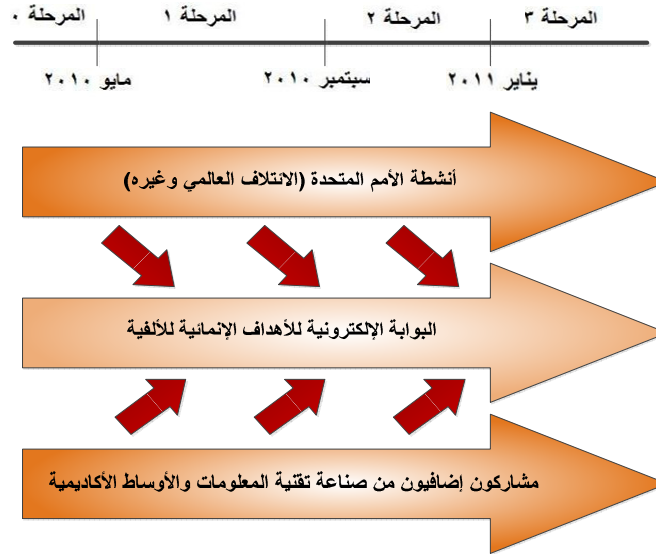 المرحلة ٠
المرحلة ١
المرحلة ٢
المرحلة ٣
مايو ٢٠١٠
سبتمبر ٢٠١٠
يناير ٢٠١١
أنشطة الأمم المتحدة (الائتلاف العالمي وغيره)
البوابة الإلكترونية للأهداف الإنمائية للألفية
مشاركون إضافيون من صناعة تقنية المعلومات والأوساط الأكاديمية